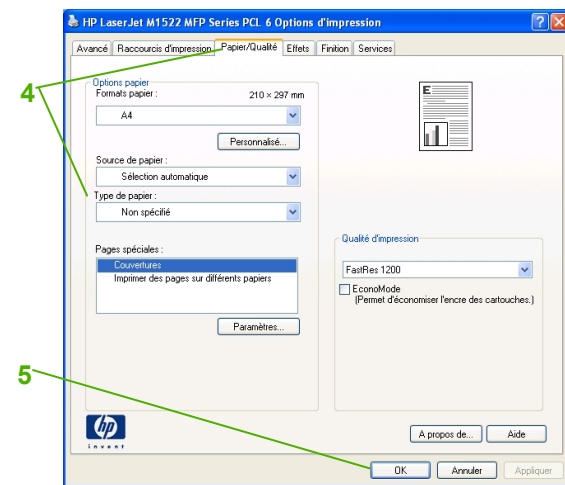 HP LaserJet M1522 MFP Series PCL 6 Options d'impression
Avancé Raccourcis d'impression Papier/Qualité Effets Finition Services
4
Options papier
Formats papier : 210 × 297 mm
A4
Personnalisé...
Source de papier :
Sélection automatique
Type de papier :
Non spécifié
Pages spéciales :
Couvertures
Imprimer des pages sur différents papiers
Paramètres...
E
Qualité d'impression
FastRes 1200
EconoMode
(Permet d'économiser l'encre des cartouches.)
5
hp
invent
A propos de... Aide
OK Annuler Appliquer